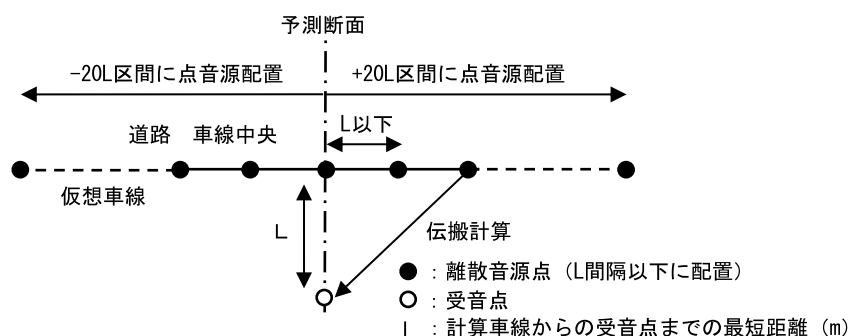 予測断面
-20L区間に点音源配置
+20L区間に点音源配置
道路　車線中央
L以下
仮想車線
L
伝搬計算
● : 離散音源点（L間隔以下に配置）
○ : 受音点
L : 計算車線からの受音点までの最短距離（m）